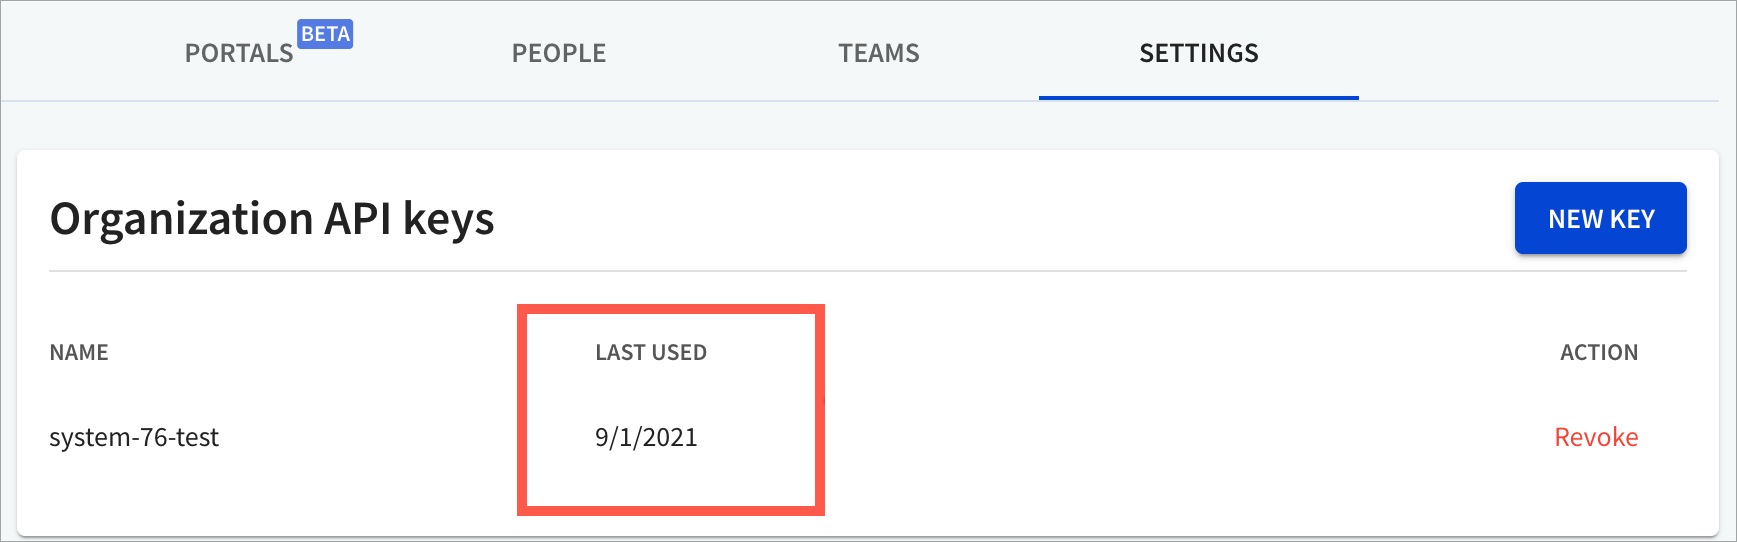 PORTALS BETA PEOPLE TEAMS SETTINGS
Organization API keys NEW KEY
NAME LAST USED ACTION
system-76-test 9/1/2021 Revoke